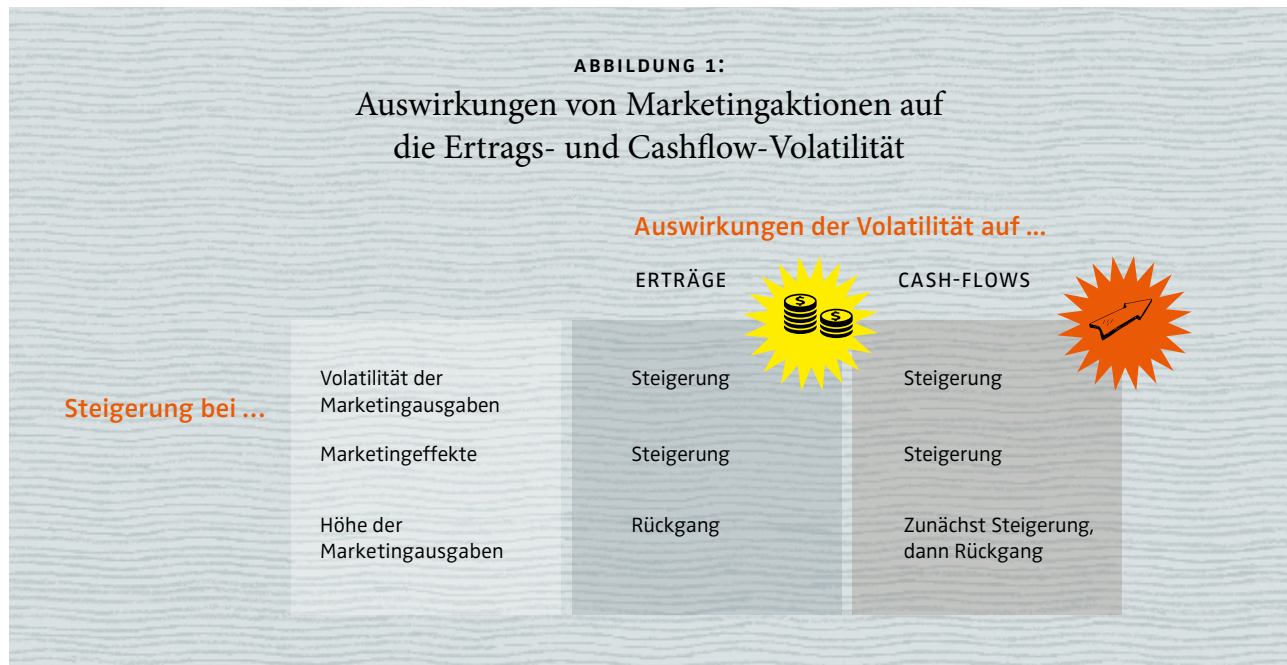 ABBILDUNG 1:
Auswirkungen von Marketingaktionen auf
die Ertrags- und Cashflow-Volatilität
Auswirkungen der Volatilität auf ...
ERTRÄGE
CASH-FLOWS
$
$
Steigerung bei ...
Volatilität der
Marketingausgaben
Steigerung
Steigerung
Marketingeffekte
Steigerung
Steigerung
Höhe der
Marketingausgaben
Rückgang
Zunächst Steigerung,
dann Rückgang